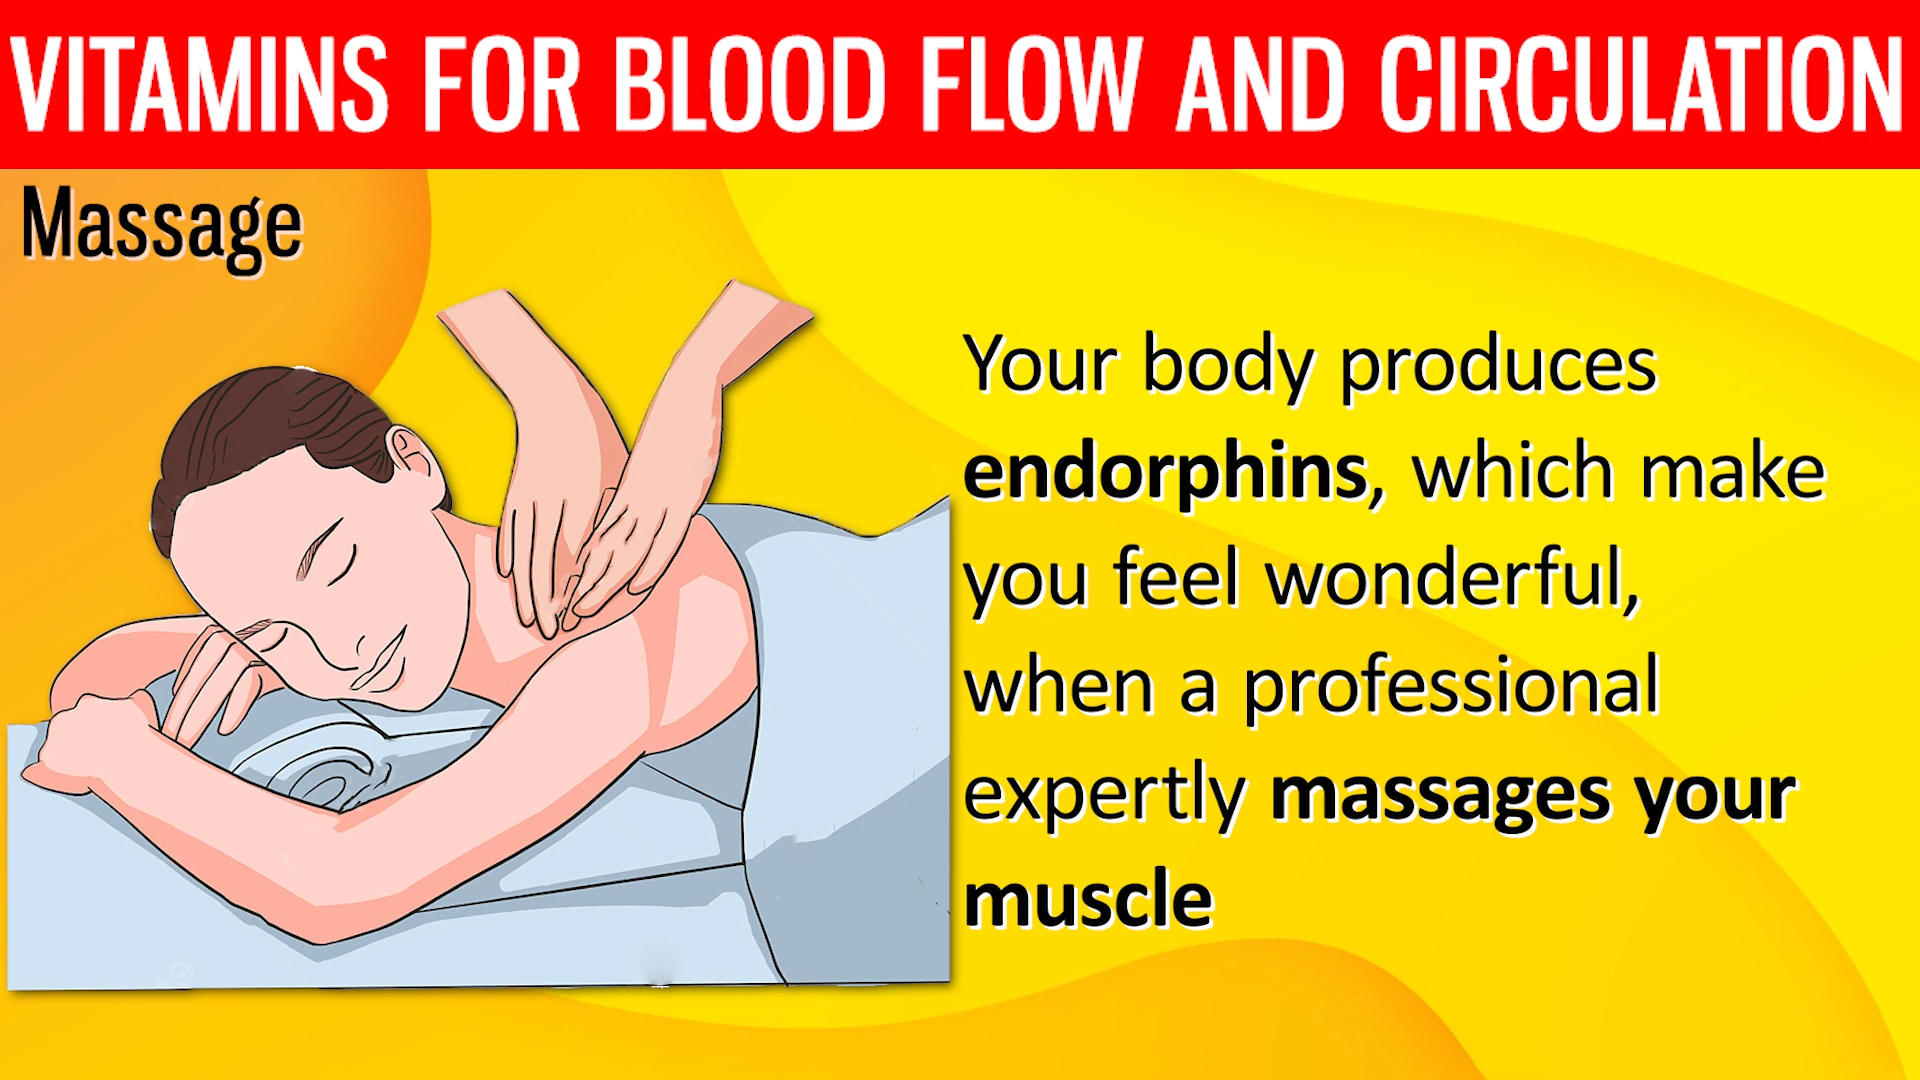 VITAMINS FOR BLOOD FLOW AND CIRCULATION
Massage
Your body produces
endorphins, which make
you feel wonderful,
when a professional
expertly massages your
muscle